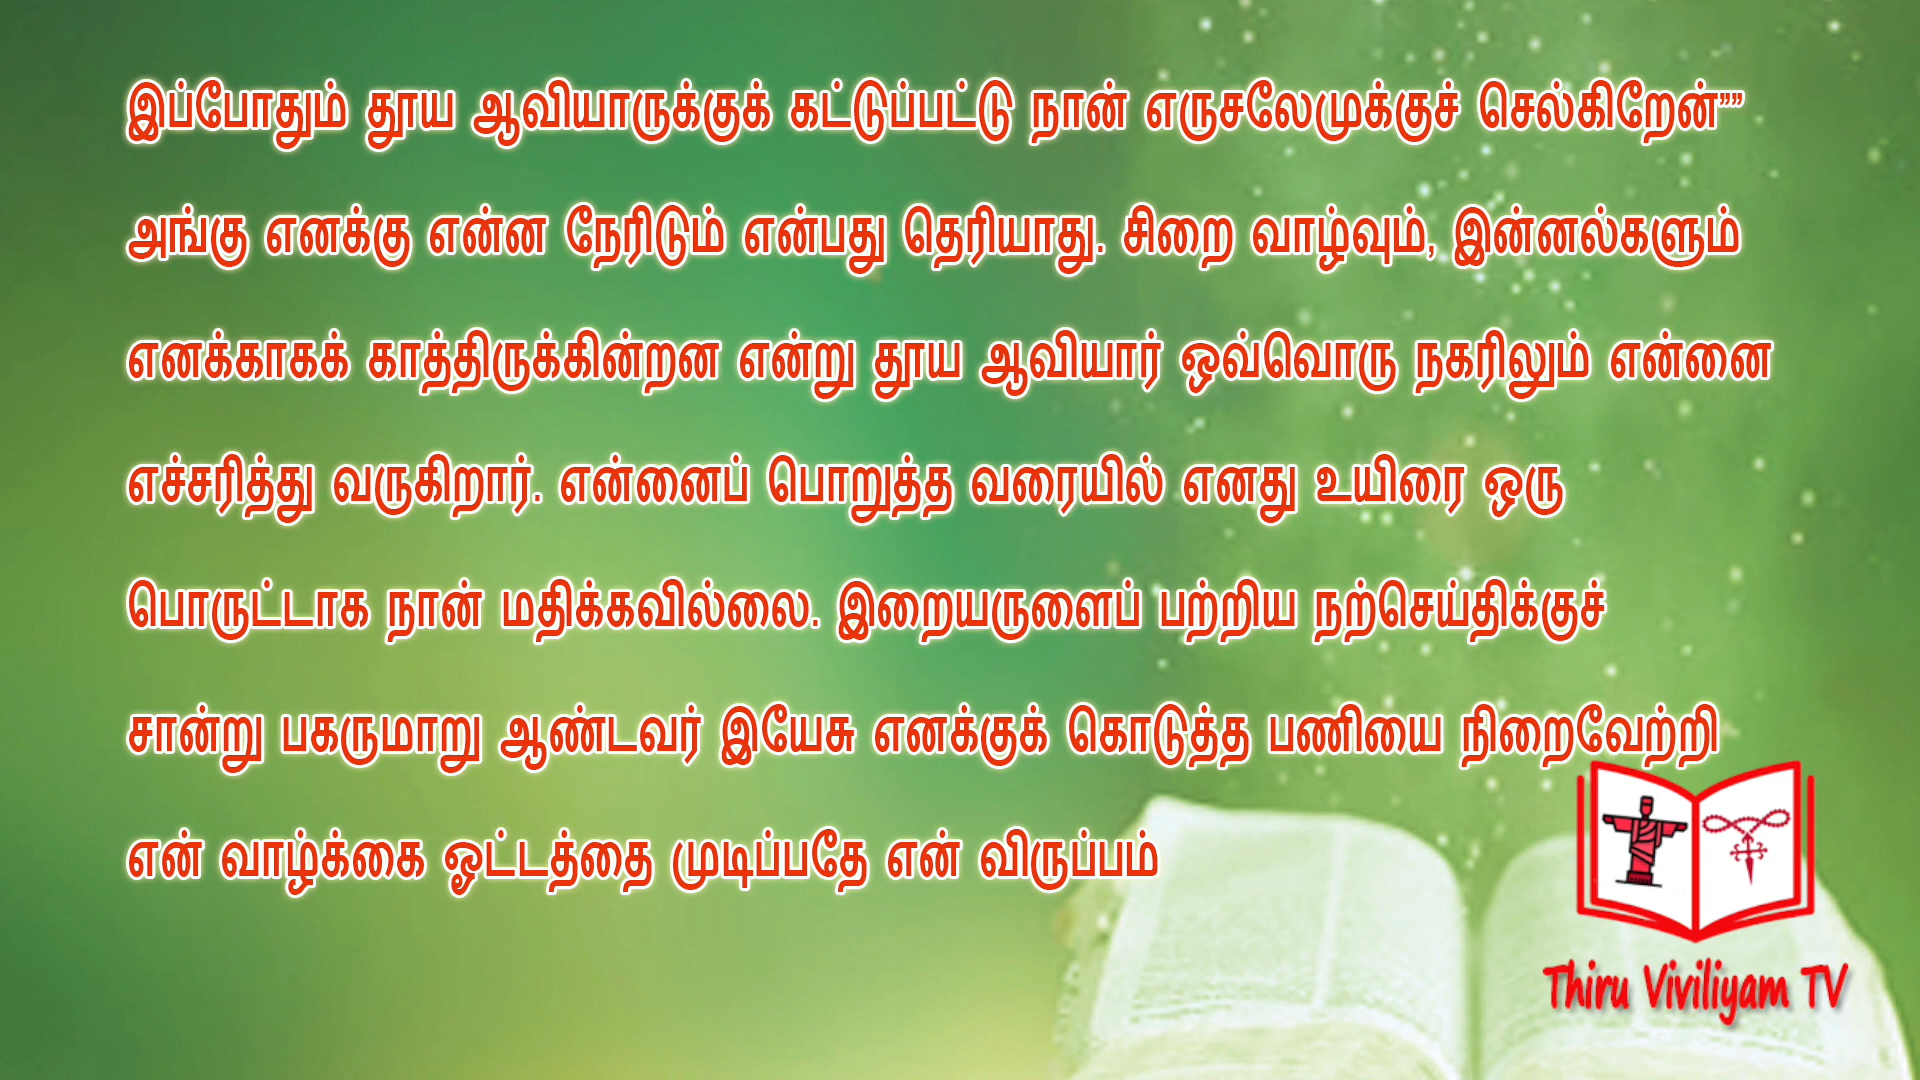 இப்போதும் தூய ஆவியாருக்குக் கட்டுப்பட்டு நான் எருசலேமுக்குச் செல்கிறேன்””
அங்கு எனக்கு என்ன நேரிடும் என்பது தெரியாது. சிறை வாழ்வும், இன்னல்களும்
எனக்காகக் காத்திருக்கின்றன என்று தூய ஆவியார் ஒவ்வொரு நகரிலும் என்னை
எச்சரித்து வருகிறார். என்னைப் பொறுத்த வரையில் எனது உயிரை ஒரு
பொருட்டாக நான் மதிக்கவில்லை. இறையருளைப் பற்றிய நற்செய்திக்குச்
சான்று பகருமாறு ஆண்டவர் இயேசு எனக்குக் கொடுத்த பணியை நிறைவேற்றி
என் வாழ்க்கை ஓட்டத்தை முடிப்பதே என் விருப்பம்
Thiru Viviliyam TV